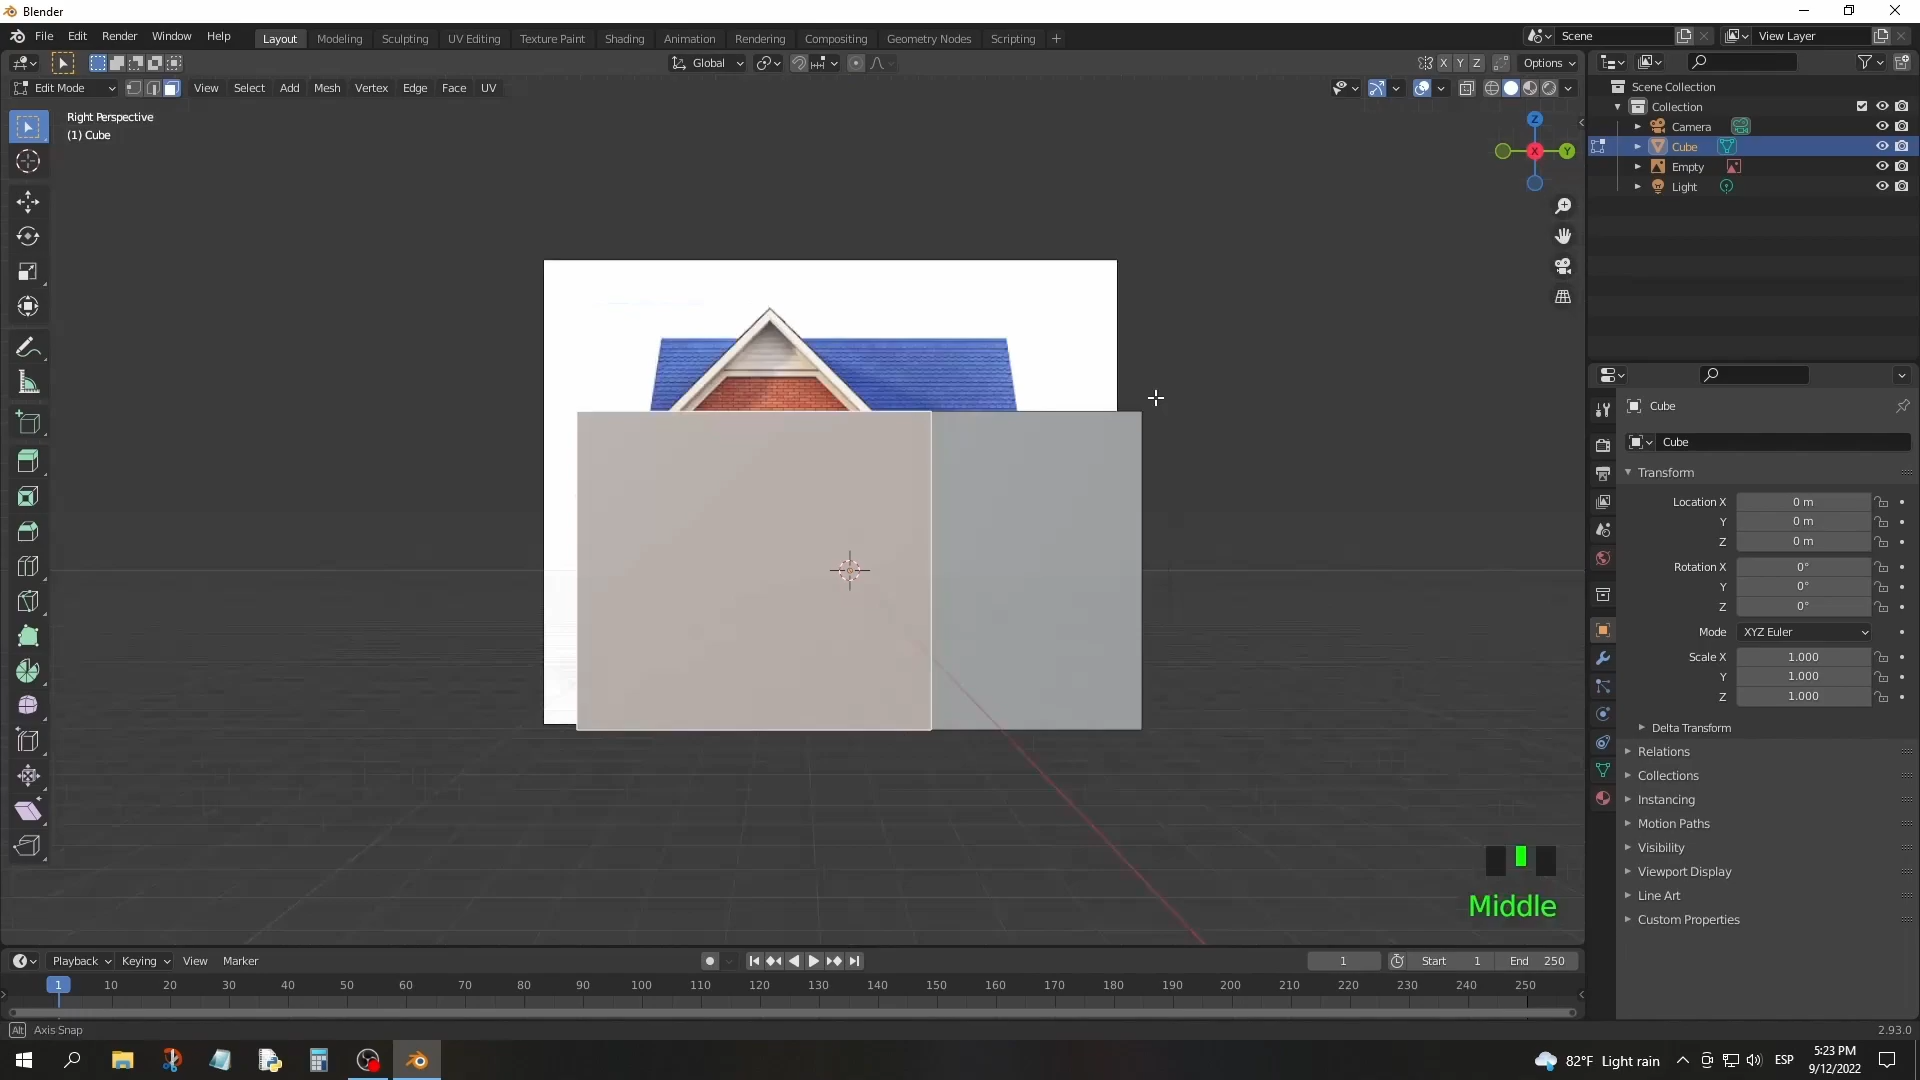 Blender
File Edit Render Window Help
Layout Modeling Sculpting UV Editing Texture Paint Shading Animation Rendering Compositing Geometry Nodes Scripting +
Scene
View Layer
Global
X Y Z
Options
Edit Mode
View Select Add Mesh Vertex Edge Face UV
Right Perspective
(1) Cube
Z
X
Y
Scene Collection
Collection
Camera
Cube
Empty
Light
Cube
Cube
Transform
Location X 0 m
Y 0 m
Z 0 m
Rotation X 0°
Y 0°
Z 0°
Mode XYZ Euler
Scale X 1.000
Y 1.000
Z 1.000
Delta Transform
Relations
Collections
Instancing
Motion Paths
Visibility
Viewport Display
Line Art
Custom Properties
Middle
Playback Keying View Marker
1
Start 1 End 250
1 10 20 30 40 50 60 70 80 90 100 110 120 130 140 150 160 170 180 190 200 210 220 230 240 250
Alt Axis Snap
2.93.0
82°F Light rain
ESP
5:23 PM
9/12/2022